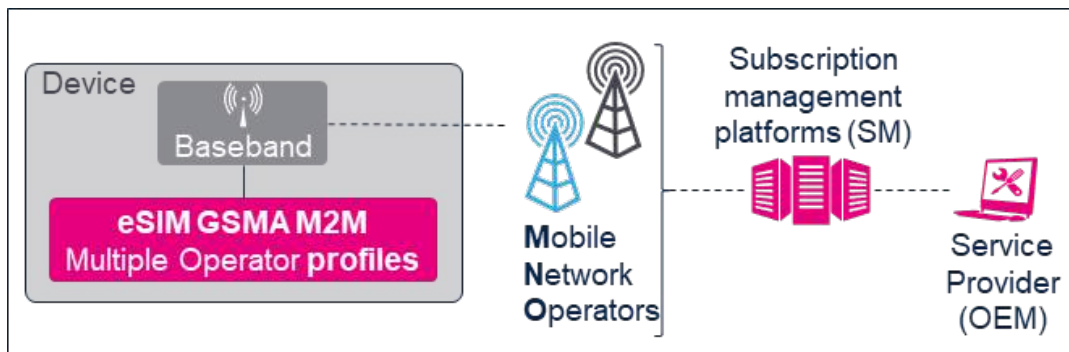 Device
Baseband
eSIM GSMA M2M
Multiple Operator profiles
Mobile
Network
Operators
Subscription
management
platforms (SM)
Service
Provider
(OEM)